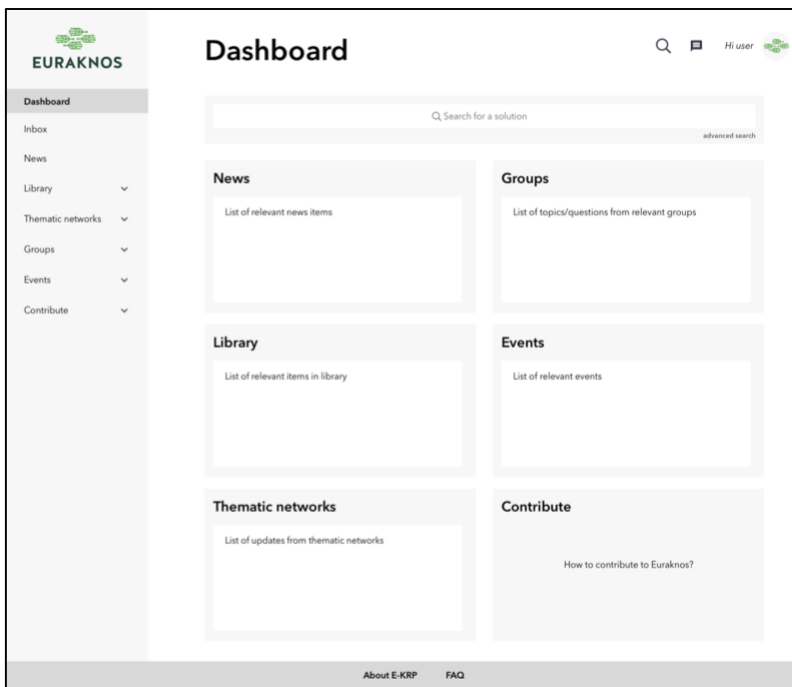 EURAKNOS
Dashboard
Inbox
News
Library
Thematic networks
Groups
Events
Contribute
Dashboard
Hi user
Search for a solution
advanced search
News
List of relevant news items
Groups
List of topics/questions from relevant groups
Library
List of relevant items in library
Events
List of relevant events
Thematic networks
List of updates from thematic networks
Contribute
How to contribute to Euraknos?
About E-KRP FAQ